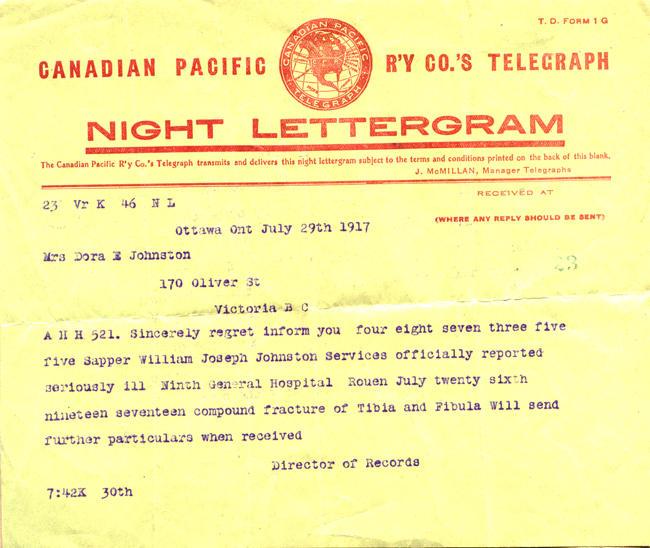 T. D. FORM 1 G
CANADIAN PACIFIC R'Y CO.'S TELEGRAPH
CANADIAN PACIFIC
TELEGRAPH
NIGHT LETTERGRAM
The Canadian Pacific R'y Co.'s Telegraph transmits and delivers this night lettergram subject to the terms and conditions printed on the back of this blank.
J. McMILLAN, Manager Telegraphs
RECEIVED AT
23 Vr K 46 N L
(WHERE ANY REPLY SHOULD BE SENT)
Ottawa Ont July 29th 1917
Mrs Dora E Johnston
23
170 Oliver St
Victoria B C
A H H 521. Sincerely regret inform you four eight seven three five
five Sapper William Joseph Johnston Services officially reported
seriously ill Ninth General Hospital Rouen July twenty sixth
nineteen seventeen compound fracture of Tibia and Fibula Will send
further particulars when received
Director of Records
7:42K 30th